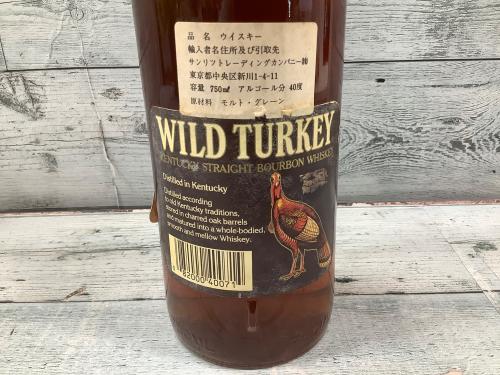 品 名 ウイスキー
輸入者名住所及び引取先
サンリツトレーディングカンパニー㈱
東京都中央区新川1-4-11
容量 750㎖ アルコール分 40度
原材料 モルト・グレーン
WILD TURKEY
KENTUCKY STRAIGHT BOURBON WHISKEY
Distilled in Kentucky
Distilled according
to old Kentucky traditions,
stored in charred oak barrels
and matured into a whole-bodied,
smooth and mellow Whiskey.
82000 40071